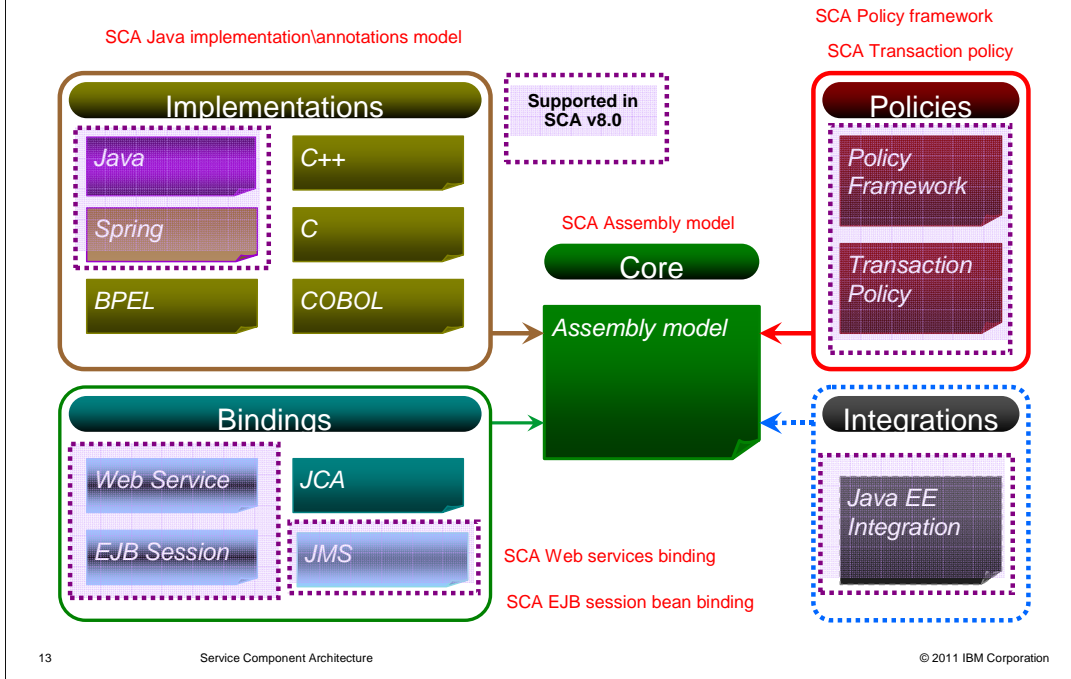 SCA Policy framework
SCA Java implementation\annotations model
SCA Transaction policy
Implementations
Java
C++
Spring
C
BPEL
COBOL
Supported in
SCA v8.0
Policies
Policy
Framework
Transaction
Policy
SCA Assembly model
Core
Assembly model
Bindings
Web Service
JCA
EJB Session
JMS
SCA Web services binding
SCA EJB session bean binding
Integrations
Java EE
Integration
13
Service Component Architecture
© 2011 IBM Corporation